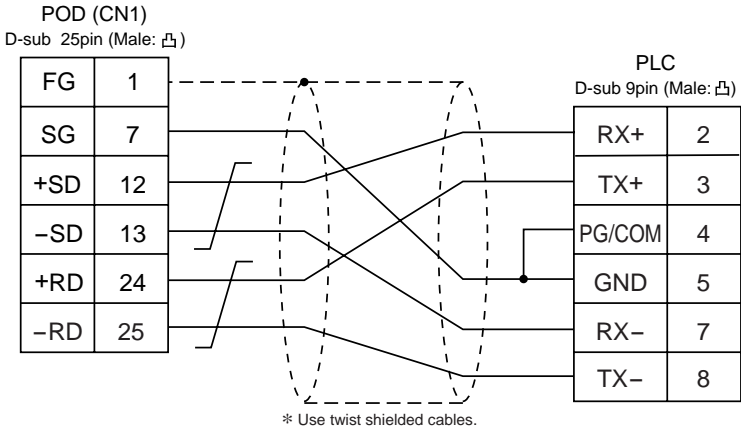 POD (CN1)
D-sub 25pin (Male: 凸)
FG 1
SG 7
+SD 12
−SD 13
+RD 24
−RD 25
PLC
D-sub 9pin (Male: 凸)
RX+ 2
TX+ 3
PG/COM 4
GND 5
RX− 7
TX− 8
* Use twist shielded cables.